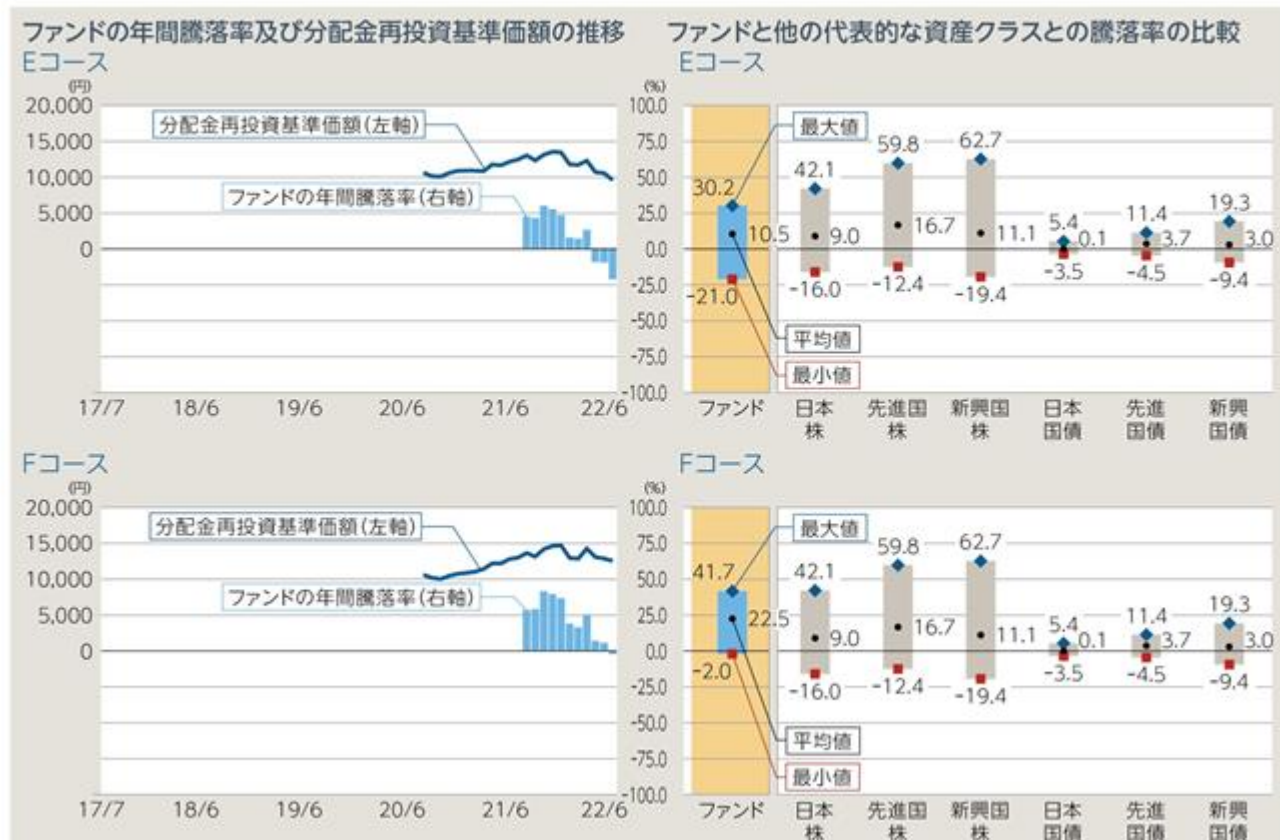 ファンドの年間騰落率及び分配金再投資基準価額の推移
Eコース
(円)
20,000
15,000
10,000
5,000
0
分配金再投資基準価額(左軸)
ファンドの年間騰落率(右軸)
(%)
100.0
75.0
50.0
25.0
0.0
-25.0
-50.0
-75.0
-100.0
17/7 18/6 19/6 20/6 21/6 22/6
ファンドと他の代表的な資産クラスとの騰落率の比較
Eコース
最大値
平均値
最小値
30.2 42.1 59.8 62.7 5.4 11.4 19.3
10.5 9.0 16.7 11.1 0.1 3.7 3.0
-21.0 -16.0 -12.4 -19.4 -3.5 -4.5 -9.4
ファンド 日本 先進国 新興国 日本 先進 新興
株 株 株 国債 国債 国債
Fコース
(円)
20,000
15,000
10,000
5,000
0
分配金再投資基準価額(左軸)
ファンドの年間騰落率(右軸)
(%)
100.0
75.0
50.0
25.0
0.0
-25.0
-50.0
-75.0
-100.0
17/7 18/6 19/6 20/6 21/6 22/6
Fコース
最大値
平均値
最小値
41.7 42.1 59.8 62.7 5.4 11.4 19.3
22.5 9.0 16.7 11.1 0.1 3.7 3.0
-2.0 -16.0 -12.4 -19.4 -3.5 -4.5 -9.4
ファンド 日本 先進国 新興国 日本 先進 新興
株 株 株 国債 国債 国債